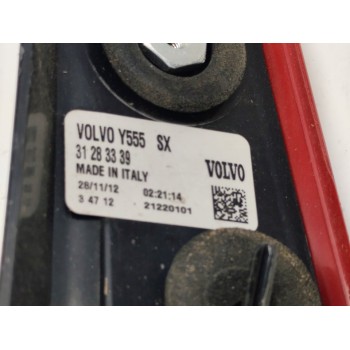 VOLVO Y555 SX
31 28 33 39
MADE IN ITALY
VOLVO
28/11/12 02:21:14
3 47 12 21220101